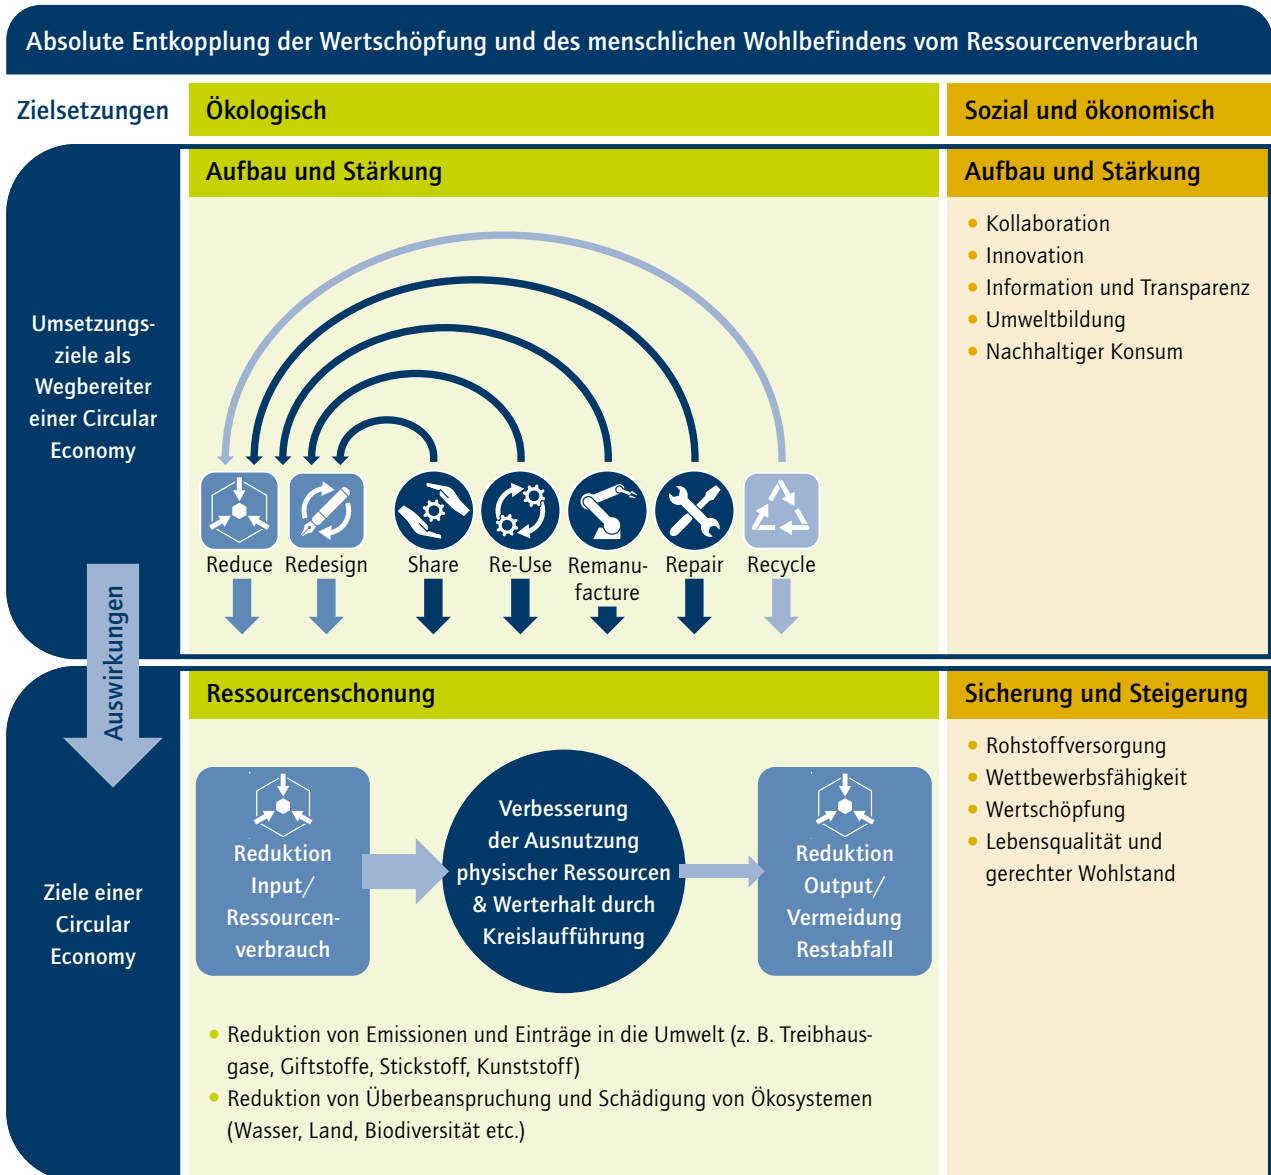 Absolute Entkopplung der Wertschöpfung und des menschlichen Wohlbefindens vom Ressourcenverbrauch
Zielsetzungen
Ökologisch
Sozial und ökonomisch
Umsetzungs-
ziele als
Wegbereiter
einer Circular
Economy
Aufbau und Stärkung
Reduce
Redesign
Share
Re-Use
Remanu-
facture
Repair
Recycle
Aufbau und Stärkung
• Kollaboration
• Innovation
• Information und Transparenz
• Umweltbildung
• Nachhaltiger Konsum
Auswirkungen
Ziele einer
Circular
Economy
Ressourcenschonung
Reduktion
Input/
Ressourcen-
verbrauch
Verbesserung
der Ausnutzung
physischer Ressourcen
& Werterhalt durch
Kreislaufführung
Reduktion
Output/
Vermeidung
Restabfall
• Reduktion von Emissionen und Einträge in die Umwelt (z. B. Treibhaus-
gase, Giftstoffe, Stickstoff, Kunststoff)
• Reduktion von Überbeanspruchung und Schädigung von Ökosystemen
(Wasser, Land, Biodiversität etc.)
Sicherung und Steigerung
• Rohstoffversorgung
• Wettbewerbsfähigkeit
• Wertschöpfung
• Lebensqualität und
gerechter Wohlstand